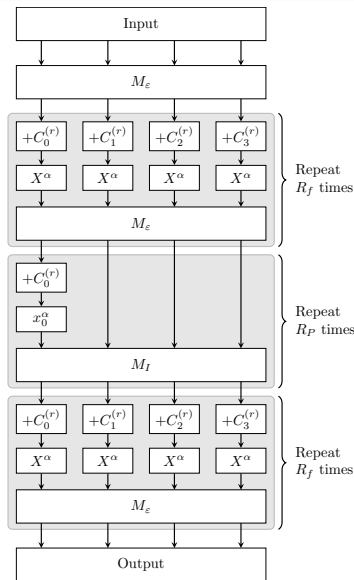 Input
M_ε
+C_0^{(r)} +C_1^{(r)} +C_2^{(r)} +C_3^{(r)}
X^α X^α X^α X^α
Repeat
R_f times
M_ε
+C_0^{(r)}
x_0^α
Repeat
R_P times
M_I
+C_0^{(r)} +C_1^{(r)} +C_2^{(r)} +C_3^{(r)}
X^α X^α X^α X^α
Repeat
R_f times
M_ε
Output